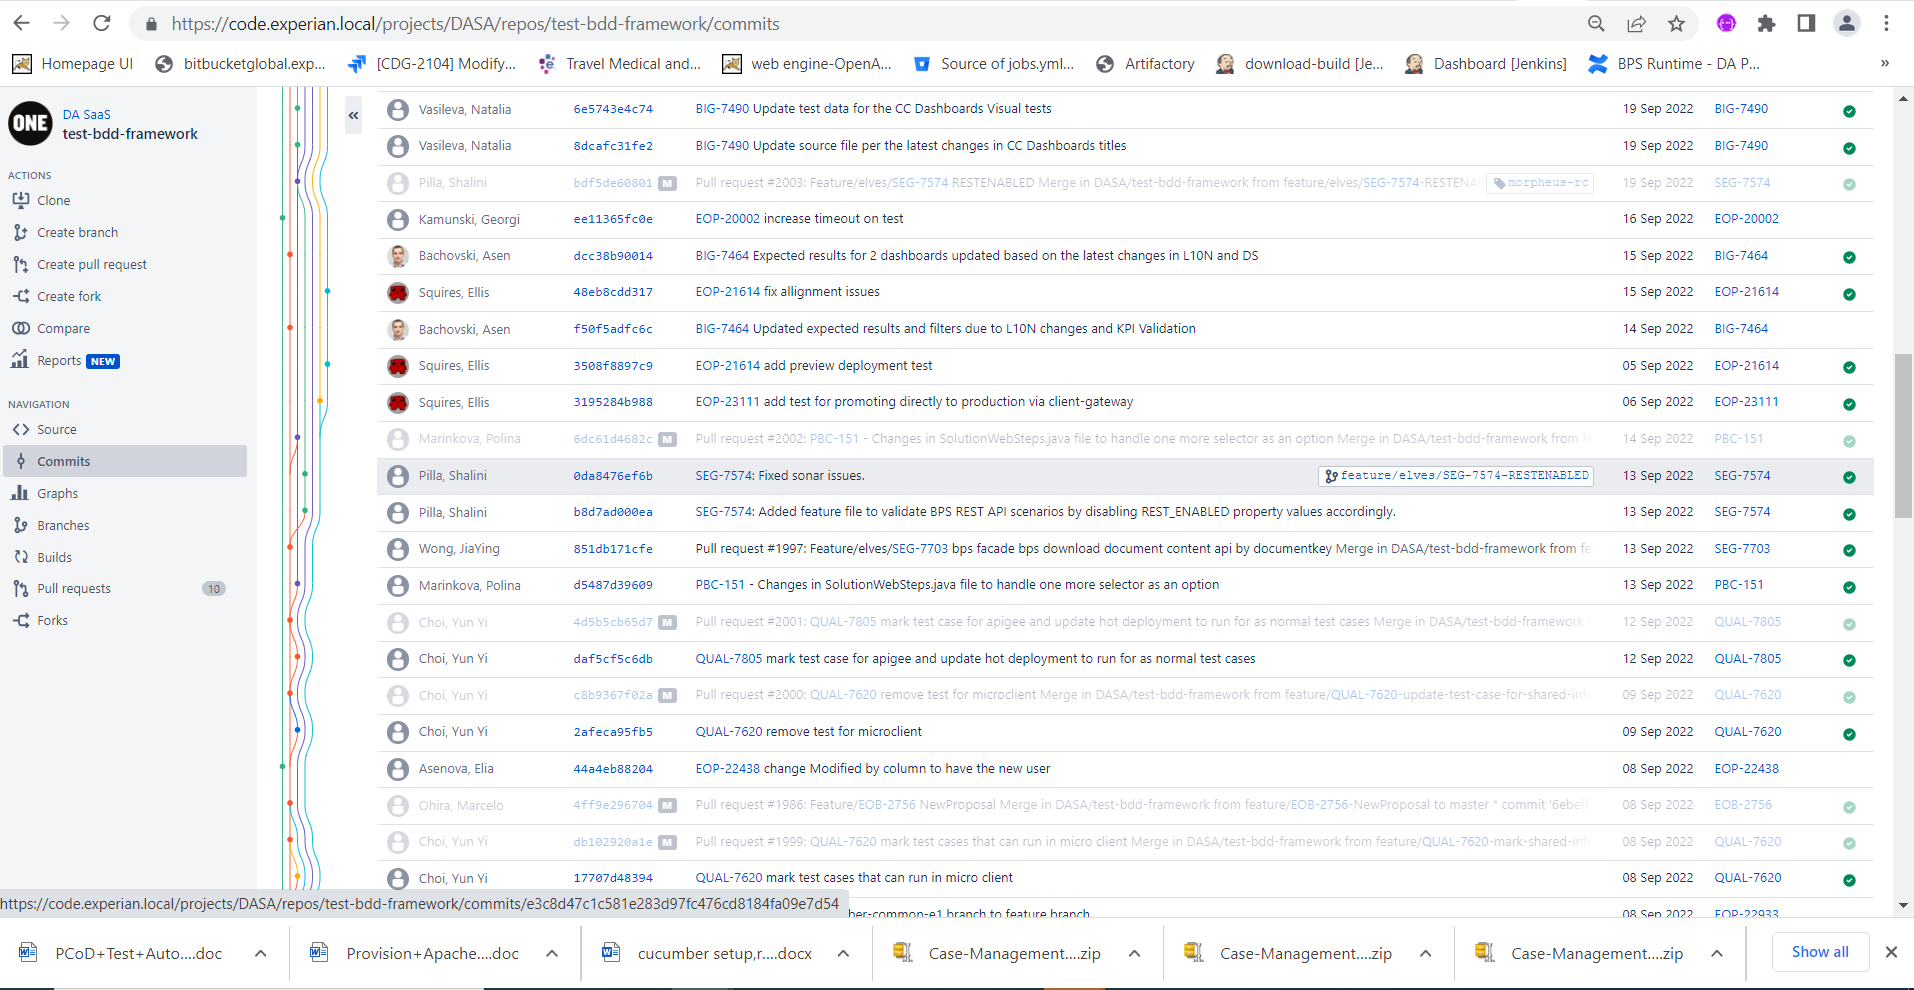 https://code.experian.local/projects/DASA/repos/test-bdd-framework/commits
Homepage UI bitbucketglobal.exp... [CDG-2104] Modify,... Travel Medical and... web engine-OpenA... Source of jobs.yml... Artifactory download-build [Je... Dashboard [Jenkins] BPS Runtime - DA P... »
ONE
DA SaaS
test-bdd-framework
ACTIONS
Clone
Create branch
Create pull request
Create fork
Compare
Reports NEW
NAVIGATION
Source
Commits
Graphs
Branches
Builds
Pull requests 10
Forks
«
Vasileva, Natalia 6e5743e4c74 BIG-7490 Update test data for the CC Dashboards Visual tests 19 Sep 2022 BIG-7490
Vasileva, Natalia 8dcafc31fe2 BIG-7490 Update source file per the latest changes in CC Dashboards titles 19 Sep 2022 BIG-7490
Pilla, Shalini bdf5de60801 M Pull request #2003: Feature/elves/SEG-7574 RESTENABLED Merge in DASA/test-bdd-framework from feature/elves/SEG-7574-RESTENA morpheus-rc 19 Sep 2022 SEG-7574
Kamunski, Georgi ee11365fc0e EOP-20002 increase timeout on test 16 Sep 2022 EOP-20002
Bachovski, Asen dcc38b90014 BIG-7464 Expected results for 2 dashboards updated based on the latest changes in L10N and DS 15 Sep 2022 BIG-7464
Squires, Ellis 48eb8cdd317 EOP-21614 fix allignment issues 15 Sep 2022 EOP-21614
Bachovski, Asen f50f5adfc6c BIG-7464 Updated expected results and filters due to L10N changes and KPI Validation 14 Sep 2022 BIG-7464
Squires, Ellis 3508f8897c9 EOP-21614 add preview deployment test 05 Sep 2022 EOP-21614
Squires, Ellis 3195284b988 EOP-23111 add test for promoting directly to production via client-gateway 06 Sep 2022 EOP-23111
Marinkova, Polina 6dc61d4682c M Pull request #2002: PBC-151 - Changes in SolutionWebSteps.java file to handle one more selector as an option Merge in DASA/test-bdd-framework from fe 14 Sep 2022 PBC-151
Pilla, Shalini 0da8476ef6b SEG-7574: Fixed sonar issues. feature/elves/SEG-7574-RESTENABLED 13 Sep 2022 SEG-7574
Pilla, Shalini b8d7ad000ea SEG-7574: Added feature file to validate BPS REST API scenarios by disabling REST_ENABLED property values accordingly. 13 Sep 2022 SEG-7574
Wong, JiaYing 851db171cfe Pull request #1997: Feature/elves/SEG-7703 bps facade bps download document content api by documentkey Merge in DASA/test-bdd-framework from fe 13 Sep 2022 SEG-7703
Marinkova, Polina d5487d39609 PBC-151 - Changes in SolutionWebSteps.java file to handle one more selector as an option 13 Sep 2022 PBC-151
Choi, Yun Yi 4d5b5cb65d7 M Pull request #2001: QUAL-7805 mark test case for apigee and update hot deployment to run for as normal test cases Merge in DASA/test-bdd-framework 12 Sep 2022 QUAL-7805
Choi, Yun Yi daf5cf5c6db QUAL-7805 mark test case for apigee and update hot deployment to run for as normal test cases 12 Sep 2022 QUAL-7805
Choi, Yun Yi c8b9367f02a M Pull request #2000: QUAL-7620 remove test for microclient Merge in DASA/test-bdd-framework from feature/QUAL-7620-update-test-case-for-shared-inf 09 Sep 2022 QUAL-7620
Choi, Yun Yi 2afeca95fb5 QUAL-7620 remove test for microclient 09 Sep 2022 QUAL-7620
Asenova, Elia 44a4eb88204 EOP-22438 change Modified by column to have the new user 08 Sep 2022 EOP-22438
Ohira, Marcelo 4ff9e296704 M Pull request #1986: Feature/EOB-2756 NewProposal Merge in DASA/test-bdd-framework from feature/EOB-2756-NewProposal to master * commit '6ebef 08 Sep 2022 EOB-2756
Choi, Yun Yi db102920a1e M Pull request #1999: QUAL-7620 mark test cases that can run in micro client Merge in DASA/test-bdd-framework from feature/QUAL-7620-mark-shared-inf 08 Sep 2022 QUAL-7620
Choi, Yun Yi 17707d48394 QUAL-7620 mark test cases that can run in micro client 08 Sep 2022 QUAL-7620
ber-common-e1 branch to feature branch 08 Sep 2022 EOP-22933
https://code.experian.local/projects/DASA/repos/test-bdd-framework/commits/e3c8d47c1c581e283d97fc476cd8184fa09e7d54
PCoD+Test+Auto....doc Provision+Apache....doc cucumber setup,r....docx Case-Management....zip Case-Management....zip Case-Management....zip Show all